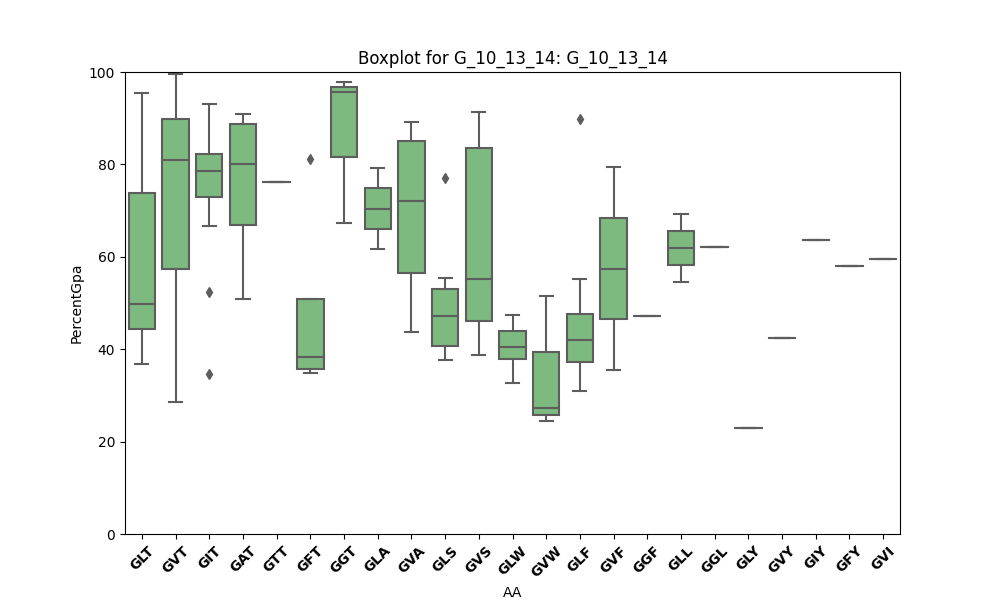 Boxplot for G_10_13_14: G_10_13_14
100
80
60
40
20
0
PercentGpa
GLT
GVT
GIT
GAT
GTT
GFT
GGT
GLA
GVA
GLS
GVS
GLW
GVW
GLF
GVF
GGF
GLL
GGL
GLY
GVY
GIY
GFY
GVI
AA